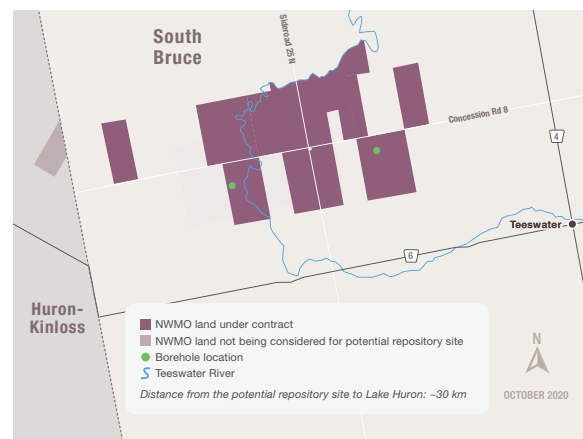 South
Bruce
Sideroad 25 N
Concession Rd 8
4
Teeswater
6
Huron-
Kinloss
NWMO land under contract
NWMO land not being considered for potential repository site
Borehole location
Teeswater River
Distance from the potential repository site to Lake Huron: ~30 km
N
OCTOBER 2020